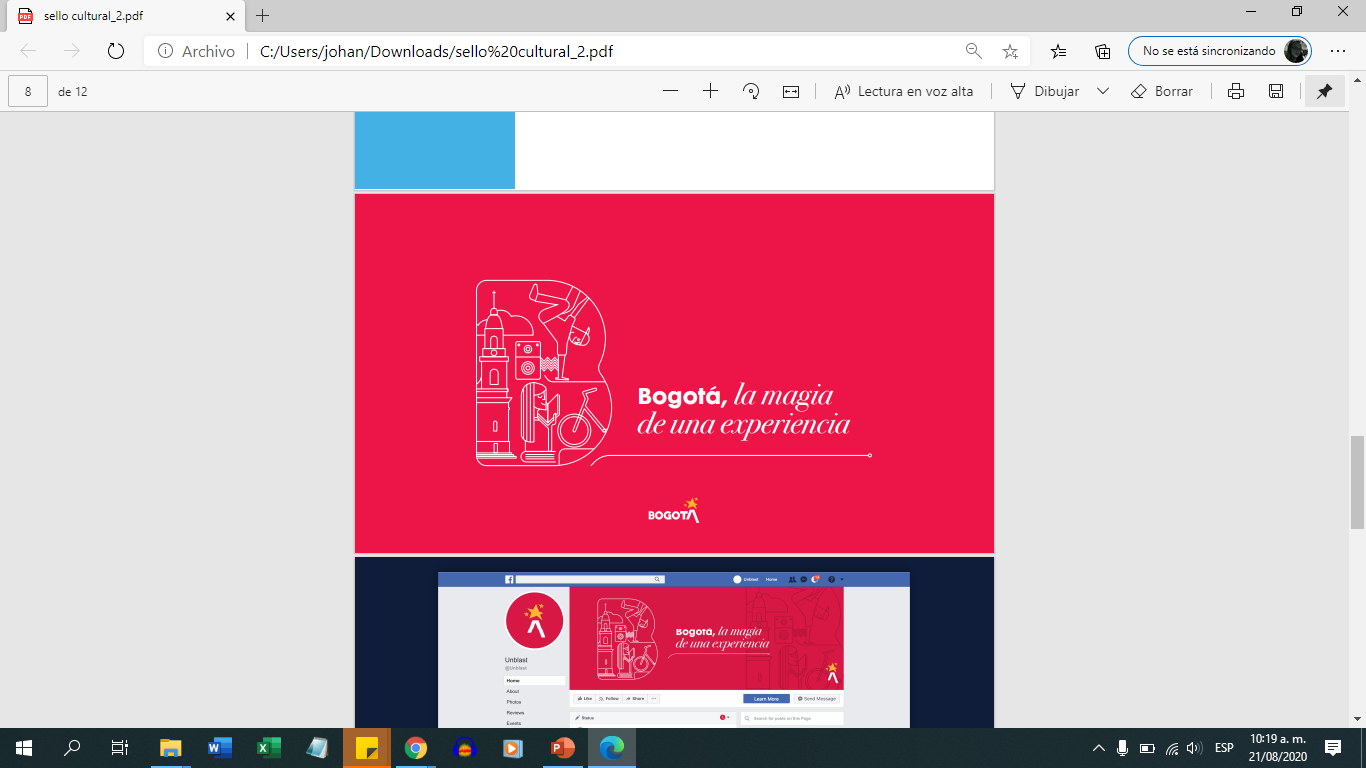 sello cultural_2.pdf
Archivo
C:/Users/johan/Downloads/sello%20cultural_2.pdf
No se está sincronizando
8 de 12
Lectura en voz alta
Dibujar
Borrar
Bogotá, la magia
de una experiencia
BOGOTÁ
Unblast
Home
Bogotá, la magia
de una experiencia
Unblast
@Unblast
Home
About
Photos
Reviews
Events
Like
Follow
Share
Learn More
Send Message
Status
Search for posts on this Page
ESP
10:19 a. m.
21/08/2020